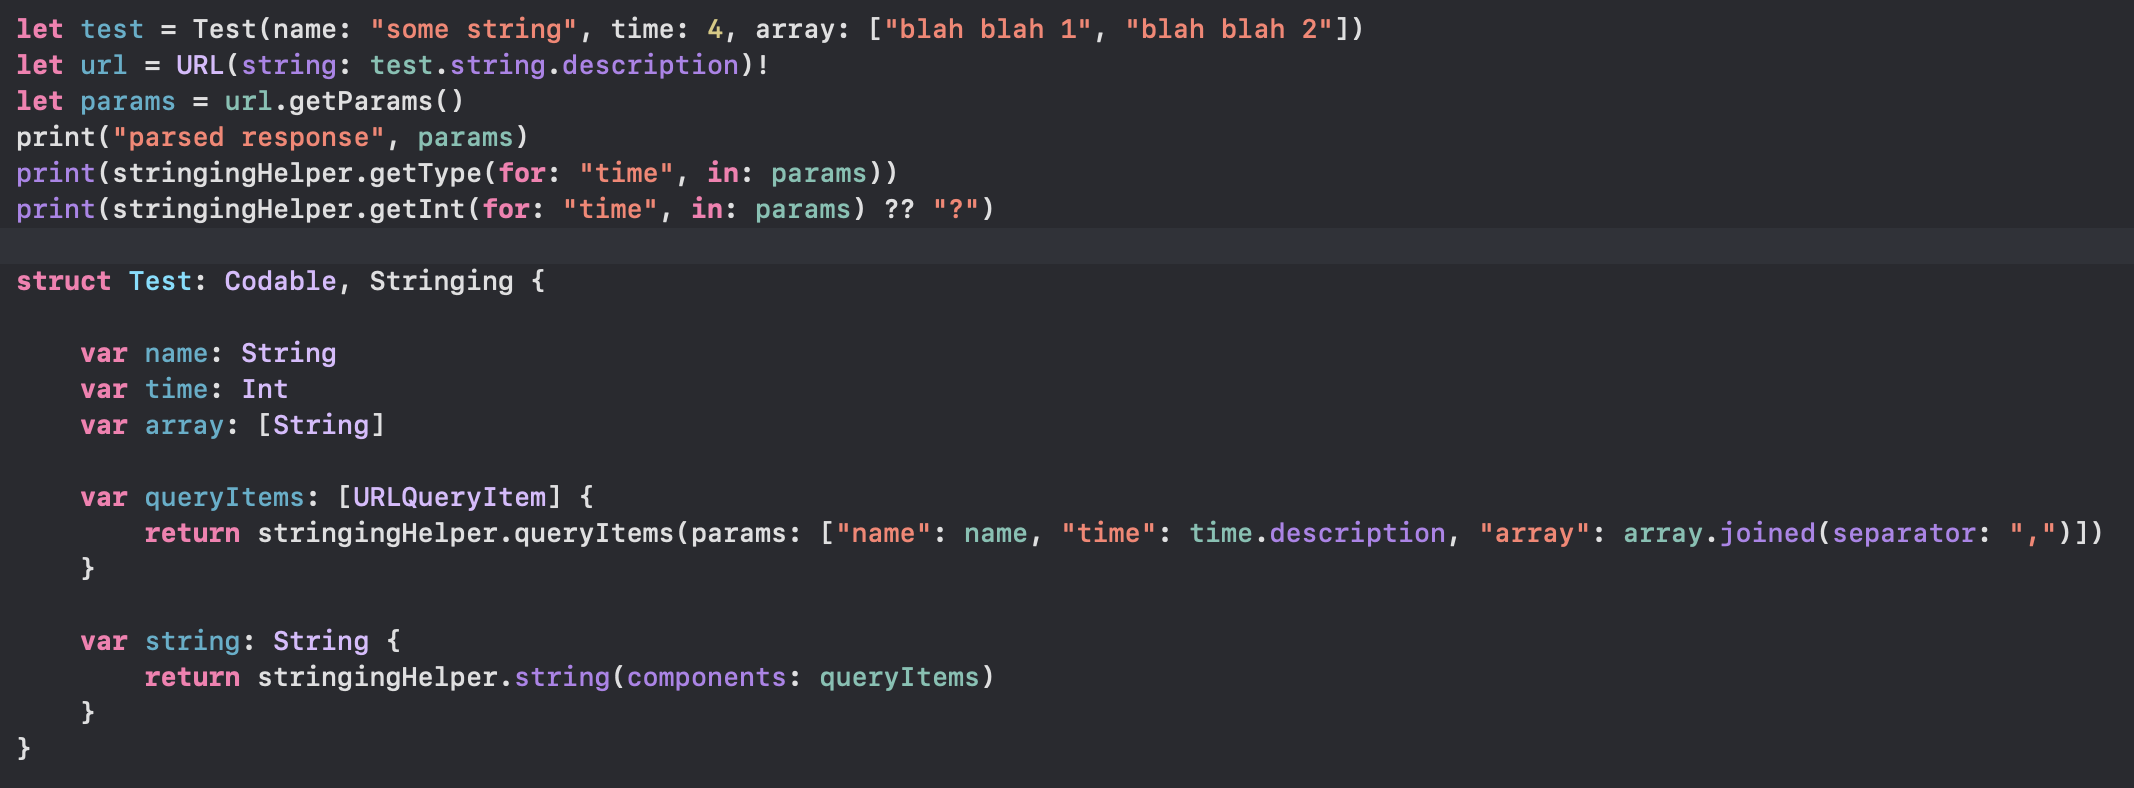 let test = Test(name: "some string", time: 4, array: ["blah blah 1", "blah blah 2"])
let url = URL(string: test.string.description)!
let params = url.getParams()
print("parsed response", params)
print(stringingHelper.getType(for: "time", in: params))
print(stringingHelper.getInt(for: "time", in: params) ?? "?")
struct Test: Codable, Stringing {
var name: String
var time: Int
var array: [String]
var queryItems: [URLQueryItem] {
return stringingHelper.queryItems(params: ["name": name, "time": time.description, "array": array.joined(separator: ",")])
}
var string: String {
return stringingHelper.string(components: queryItems)
}
}